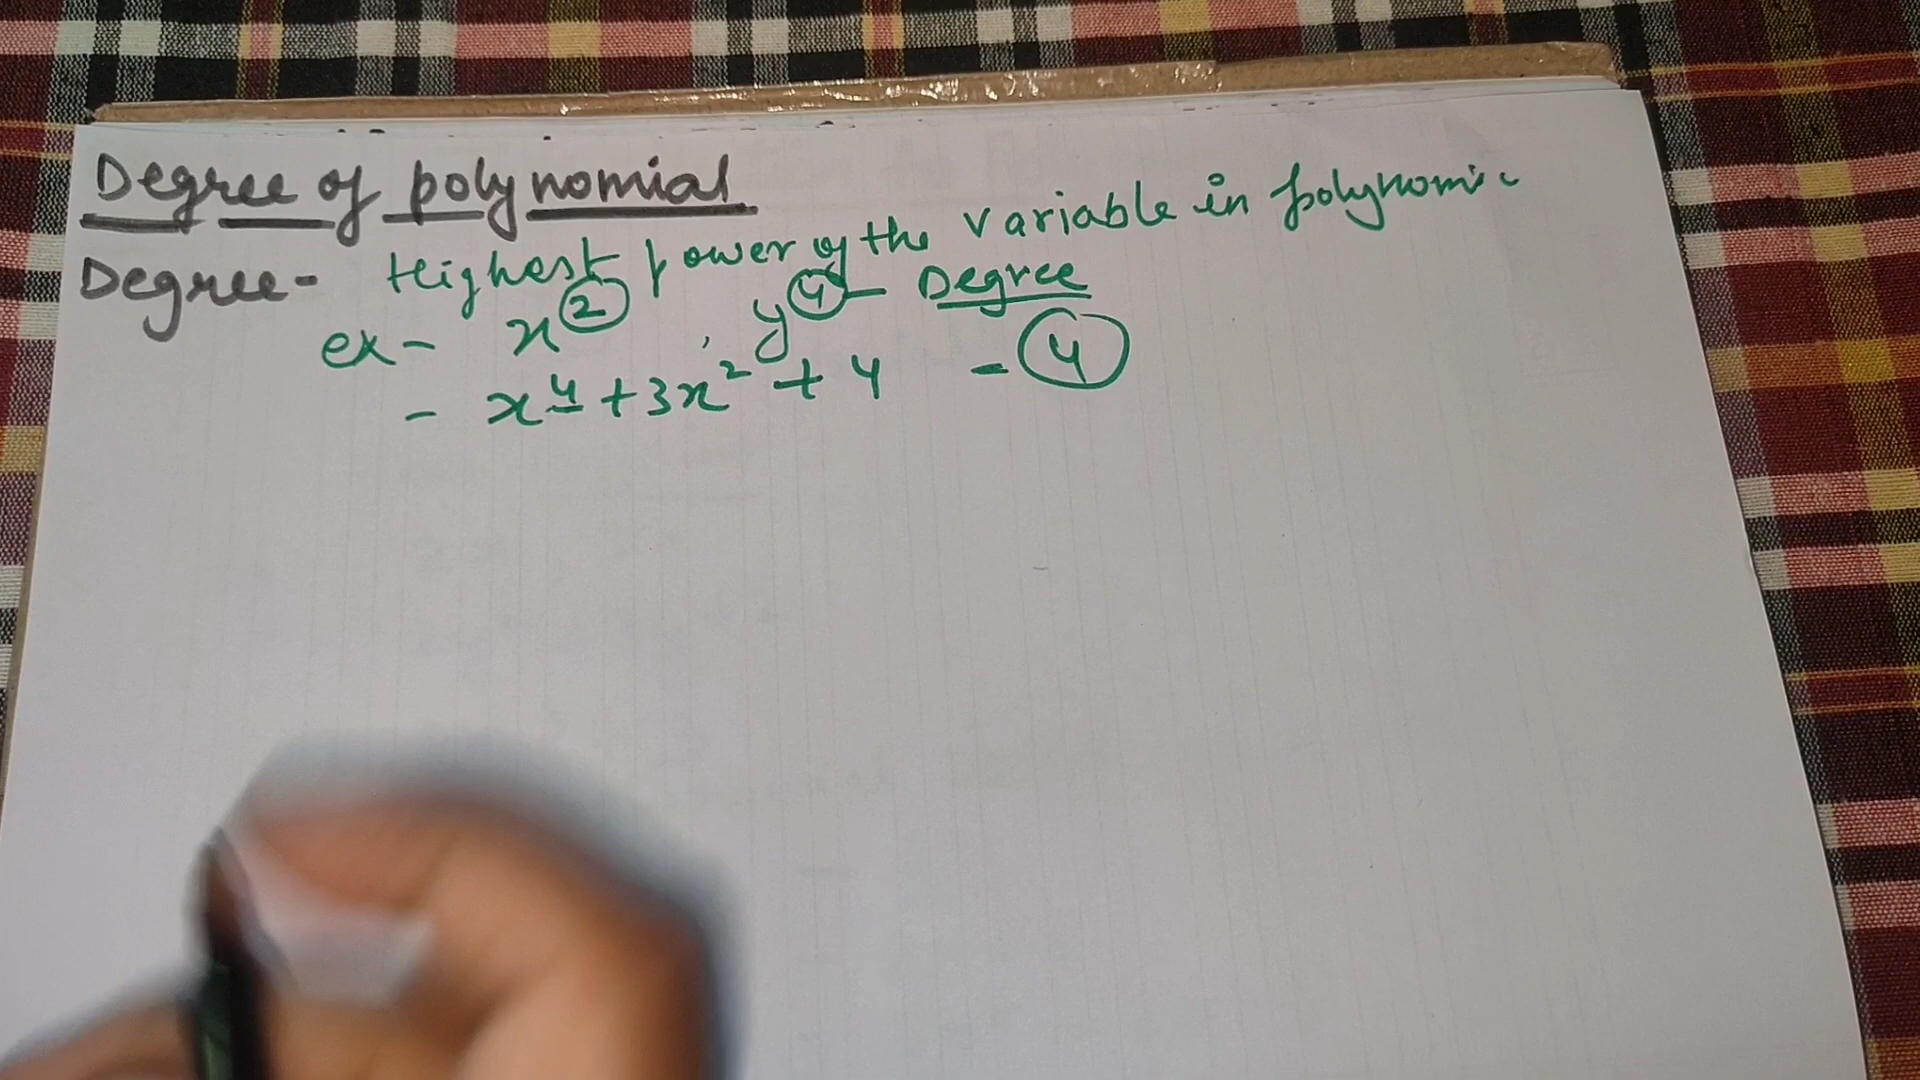 Degree of polynomial
Degree - Highest power of the variable in polynomi
ex - x² , y⁴ - Degree
- x⁴ + 3x² + 4 - 4